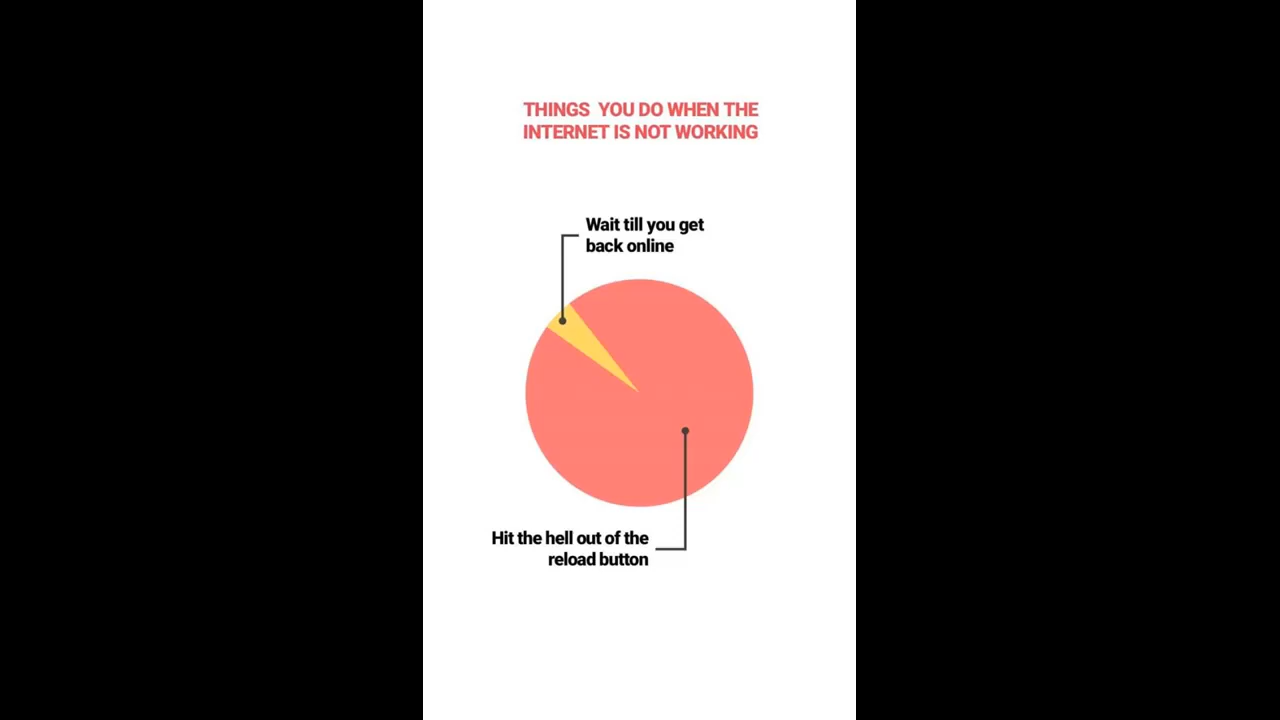 THINGS  YOU DO WHEN THE
INTERNET IS NOT WORKING
Wait till you get
back online
Hit the hell out of the
reload button